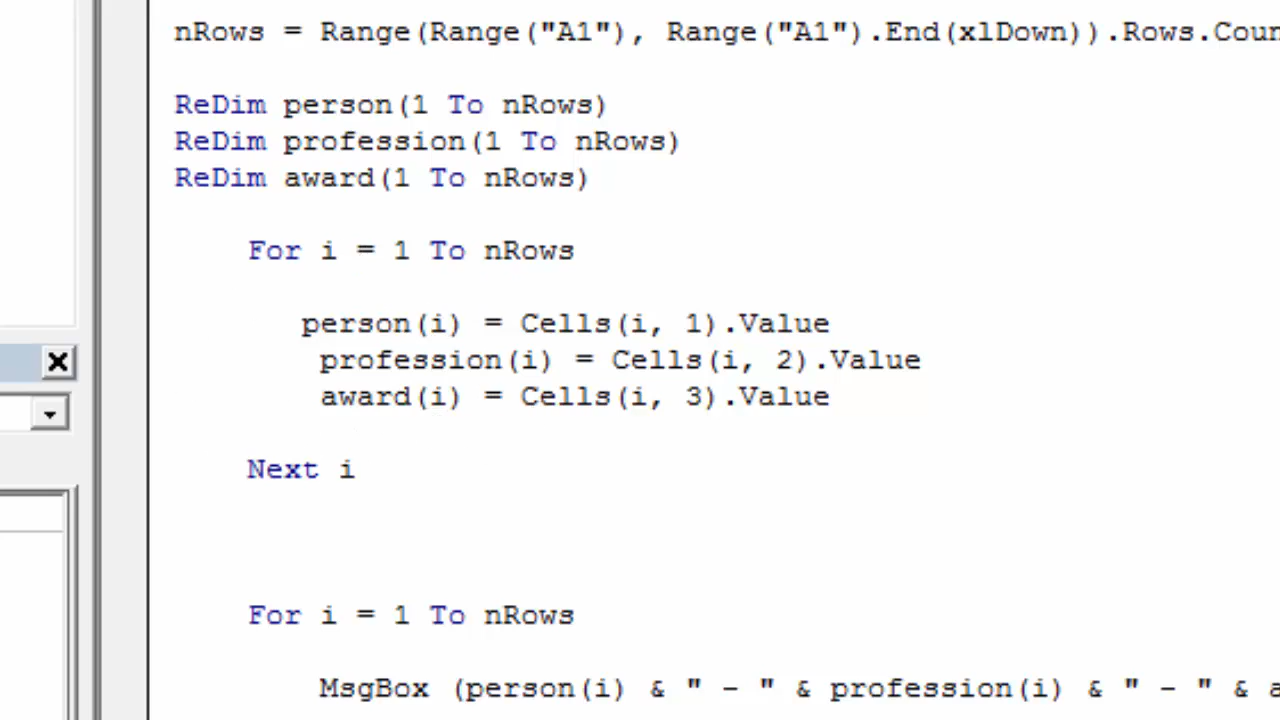 nRows = Range(Range("A1"), Range("A1").End(xlDown)).Rows.Coun
ReDim person(1 To nRows)
ReDim profession(1 To nRows)
ReDim award(1 To nRows)
For i = 1 To nRows
person(i) = Cells(i, 1).Value
profession(i) = Cells(i, 2).Value
award(i) = Cells(i, 3).Value
Next i
For i = 1 To nRows
MsgBox (person(i) & " - " & profession(i) & " - " & a